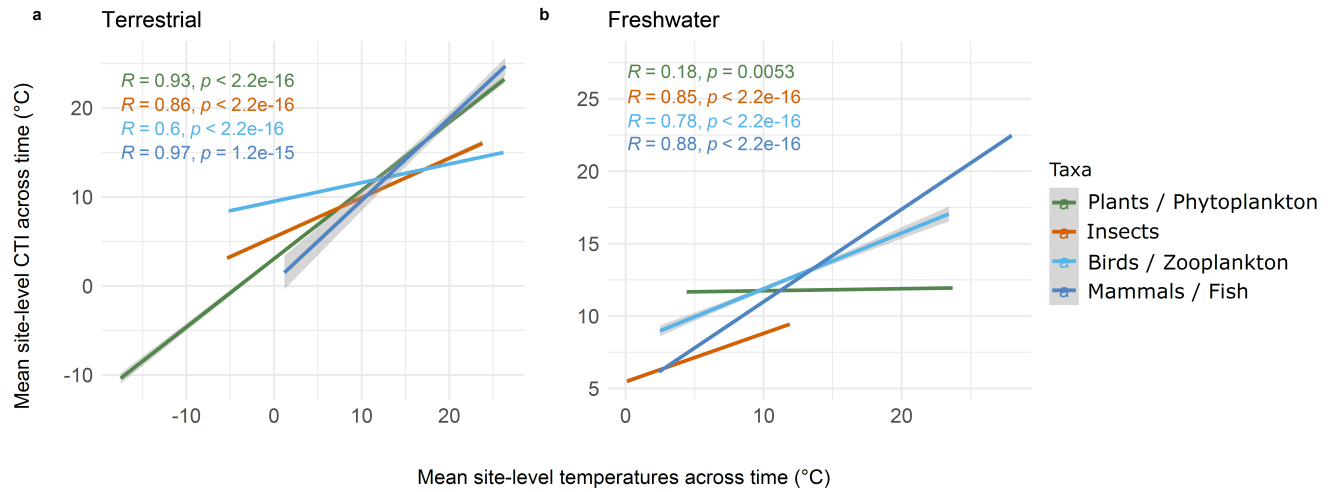 a Terrestrial
R = 0.93, p < 2.2e-16
R = 0.86, p < 2.2e-16
R = 0.6, p < 2.2e-16
R = 0.97, p = 1.2e-15
Mean site-level CTI across time (°C)
20
10
0
-10
-10 0 10 20
b Freshwater
R = 0.18, p = 0.0053
R = 0.85, p < 2.2e-16
R = 0.78, p < 2.2e-16
R = 0.88, p < 2.2e-16
25
20
15
10
5
0 10 20
Mean site-level temperatures across time (°C)
Taxa
a Plants / Phytoplankton
a Insects
a Birds / Zooplankton
a Mammals / Fish